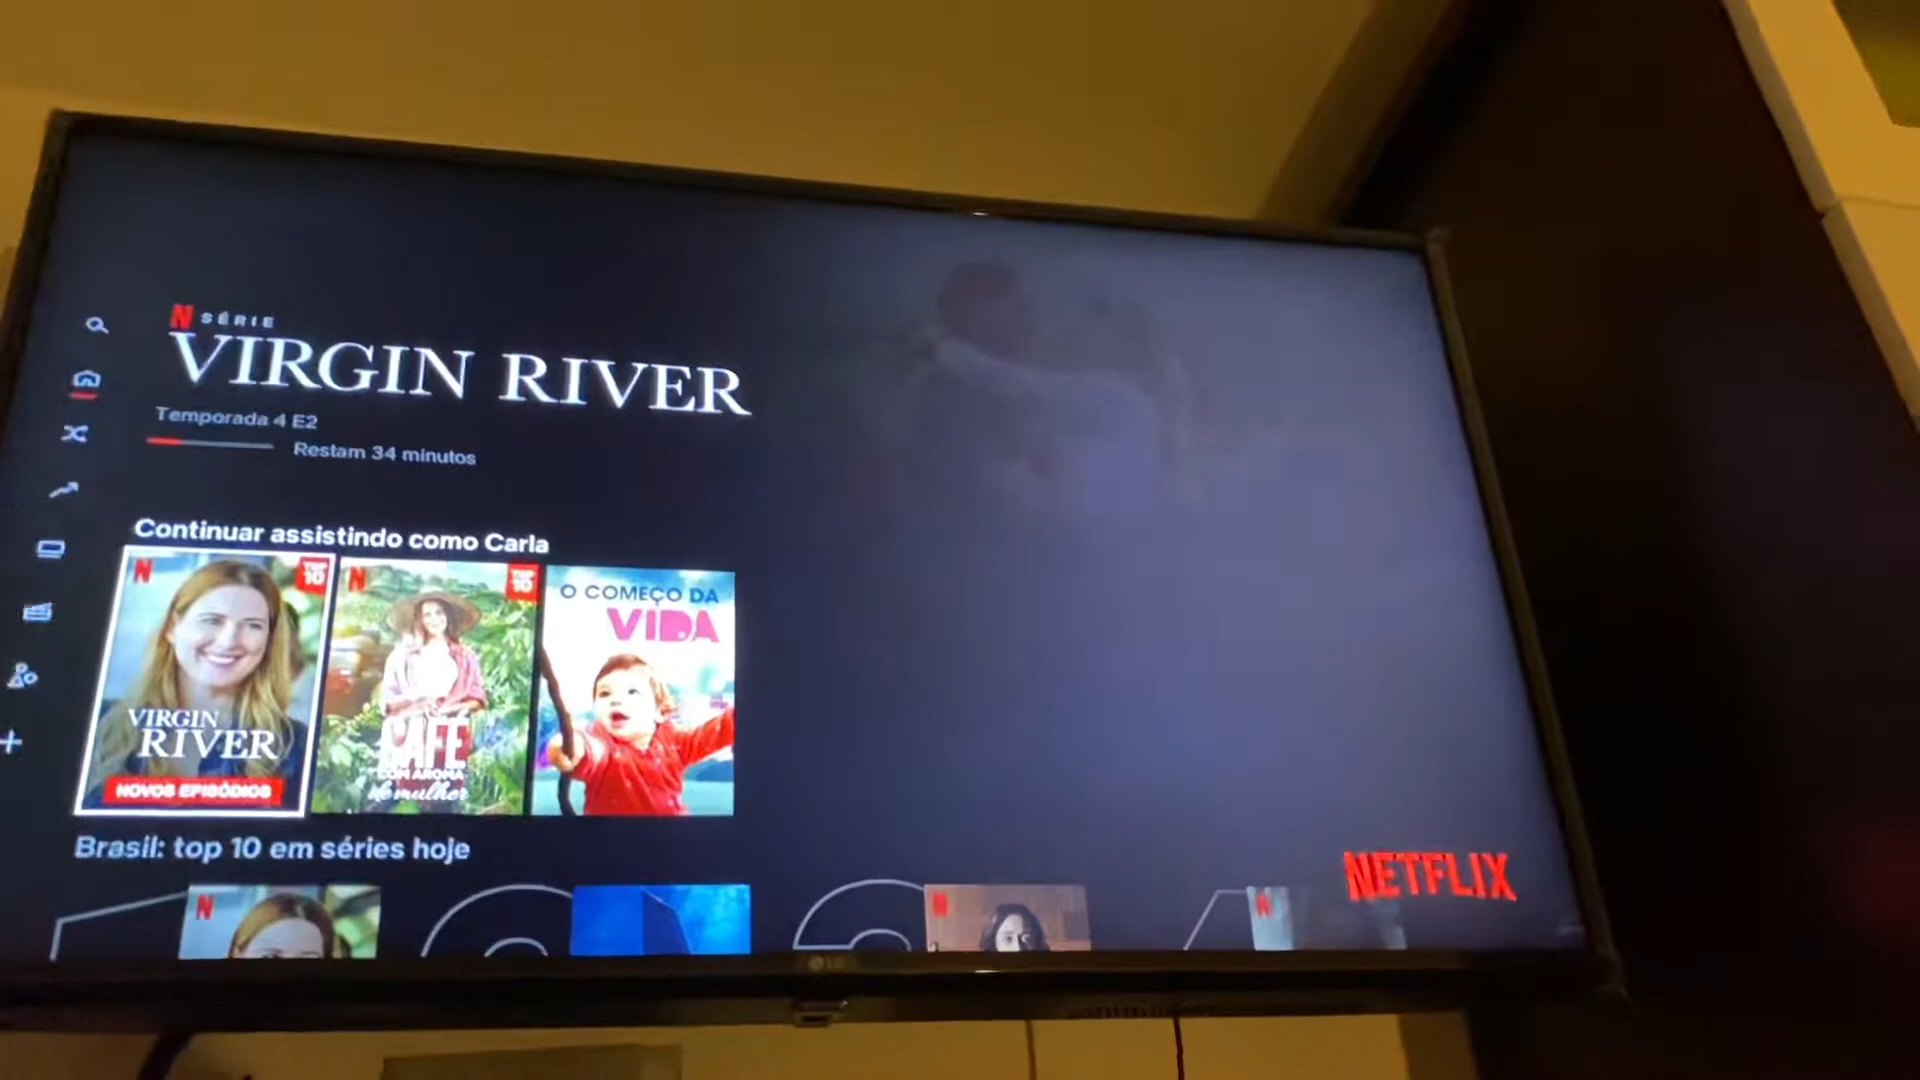 N SÉRIE
VIRGIN RIVER
Temporada 4 E2
Restam 34 minutos
Continuar assistindo como Carla
N TOP 10
VIRGIN
RIVER
NOVOS EPISÓDIOS
N TOP 10
CAFÉ
COM AROMA
de mulher
O COMEÇO DA
VIDA
Brasil: top 10 em séries hoje
N
N
N
NETFLIX
LG